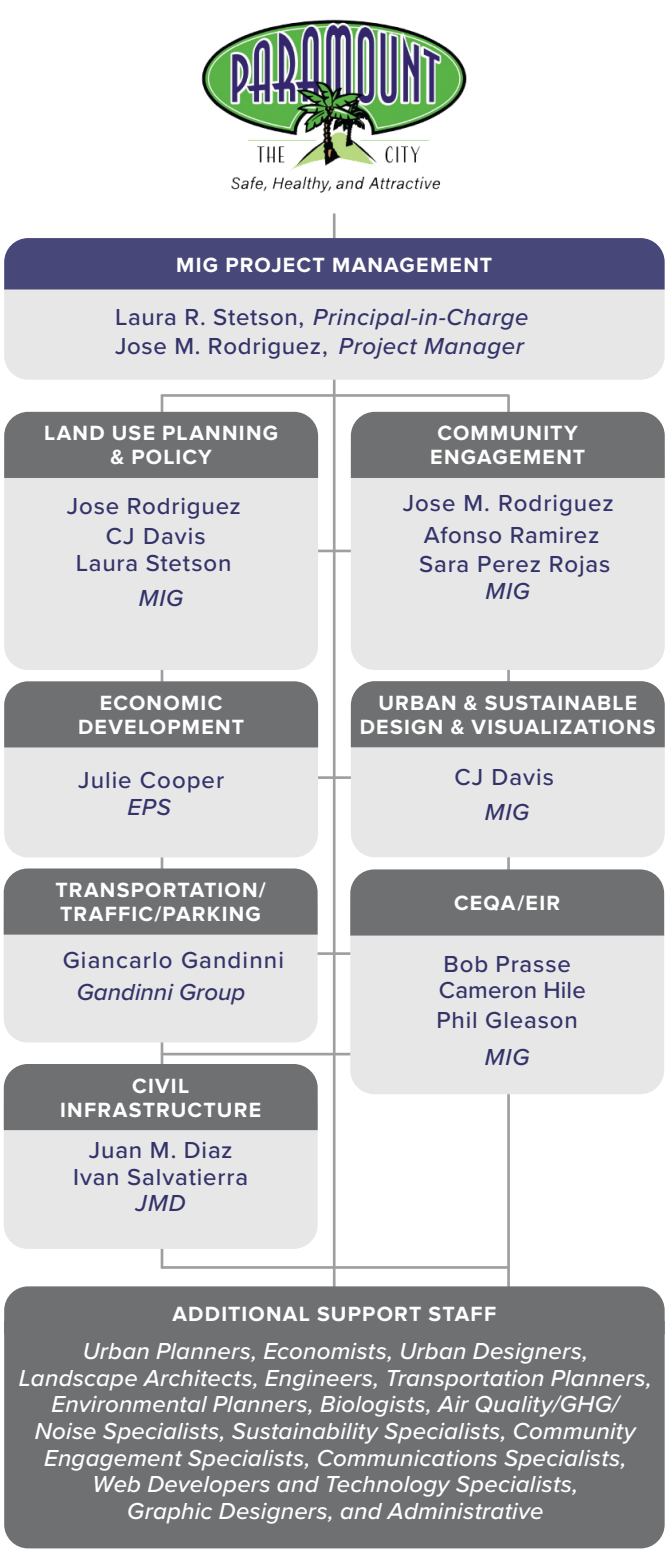 PARAMOUNT
THE CITY
Safe, Healthy, and Attractive
MIG PROJECT MANAGEMENT
Laura R. Stetson, Principal-in-Charge
Jose M. Rodriguez, Project Manager
LAND USE PLANNING
& POLICY
Jose Rodriguez
CJ Davis
Laura Stetson
MIG
COMMUNITY
ENGAGEMENT
Jose M. Rodriguez
Afonso Ramirez
Sara Perez Rojas
MIG
ECONOMIC
DEVELOPMENT
Julie Cooper
EPS
URBAN & SUSTAINABLE
DESIGN & VISUALIZATIONS
CJ Davis
MIG
TRANSPORTATION/
TRAFFIC/PARKING
Giancarlo Gandinni
Gandinni Group
CEQA/EIR
Bob Prasse
Cameron Hile
Phil Gleason
MIG
CIVIL
INFRASTRUCTURE
Juan M. Diaz
Ivan Salvatierra
JMD
ADDITIONAL SUPPORT STAFF
Urban Planners, Economists, Urban Designers,
Landscape Architects, Engineers, Transportation Planners,
Environmental Planners, Biologists, Air Quality/GHG/
Noise Specialists, Sustainability Specialists, Community
Engagement Specialists, Communications Specialists,
Web Developers and Technology Specialists,
Graphic Designers, and Administrative